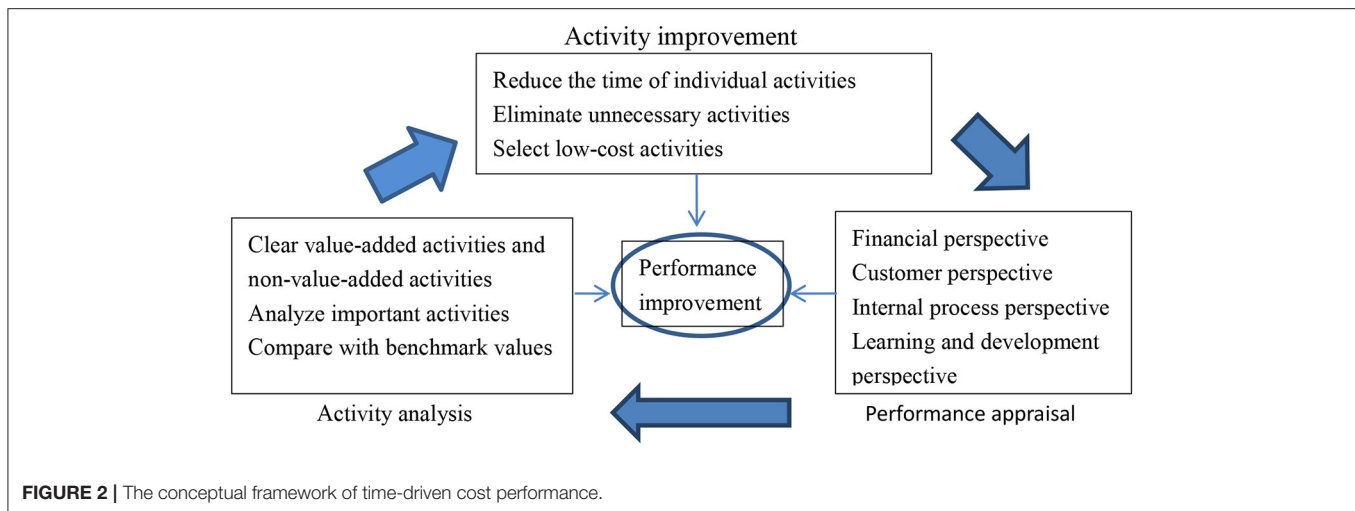 Activity improvement
Reduce the time of individual activities
Eliminate unnecessary activities
Select low-cost activities
Clear value-added activities and
non-value-added activities
Analyze important activities
Compare with benchmark values
Activity analysis
Performance
improvement
Financial perspective
Customer perspective
Internal process perspective
Learning and development
perspective
Performance appraisal
FIGURE 2 | The conceptual framework of time-driven cost performance.